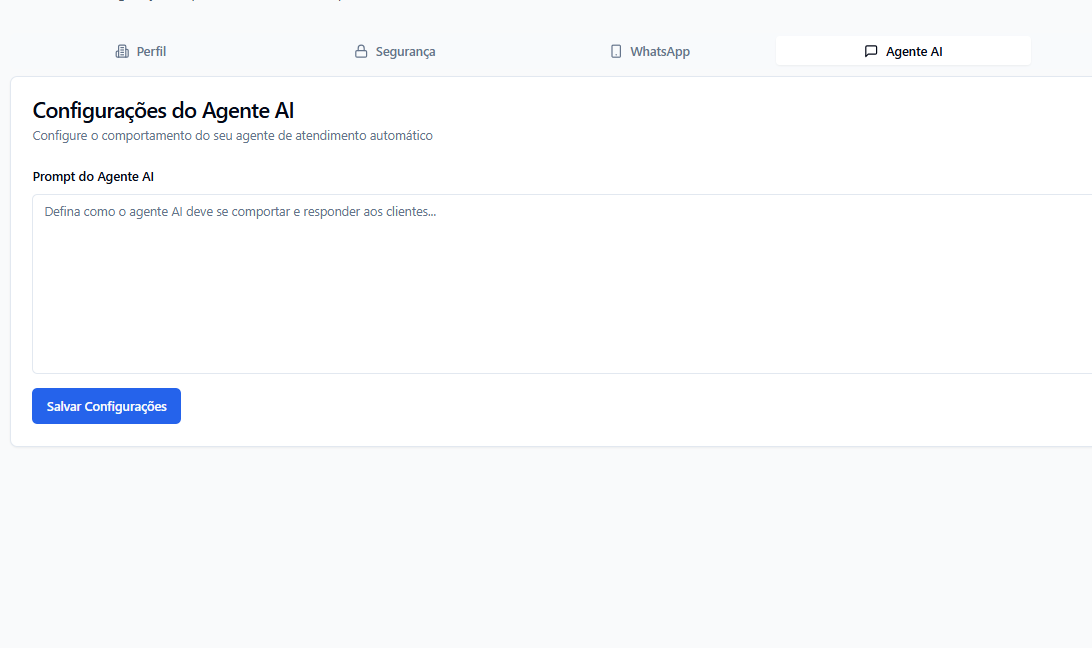 Perfil
Segurança
WhatsApp
Agente AI
Configurações do Agente AI
Configure o comportamento do seu agente de atendimento automático
Prompt do Agente AI
Defina como o agente AI deve se comportar e responder aos clientes...
Salvar Configurações